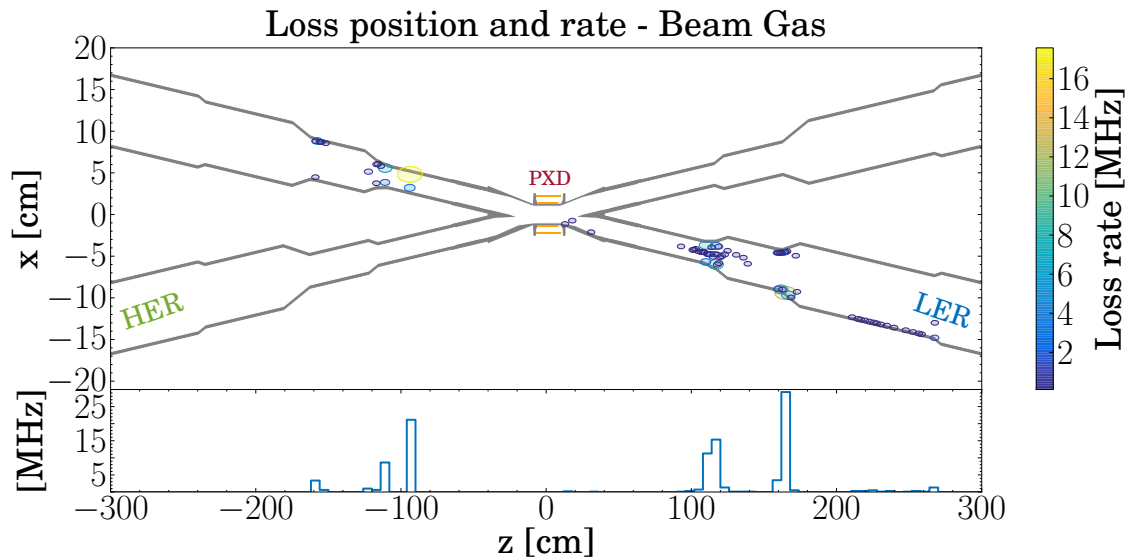 Loss position and rate - Beam Gas
20
15
10
5
0
−5
−10
−15
−20
x [cm]
PXD
HER
LER
16
14
12
10
8
6
4
2
Loss rate [MHz]
25
15
5
[MHz]
−300 −200 −100 0 100 200 300
z [cm]